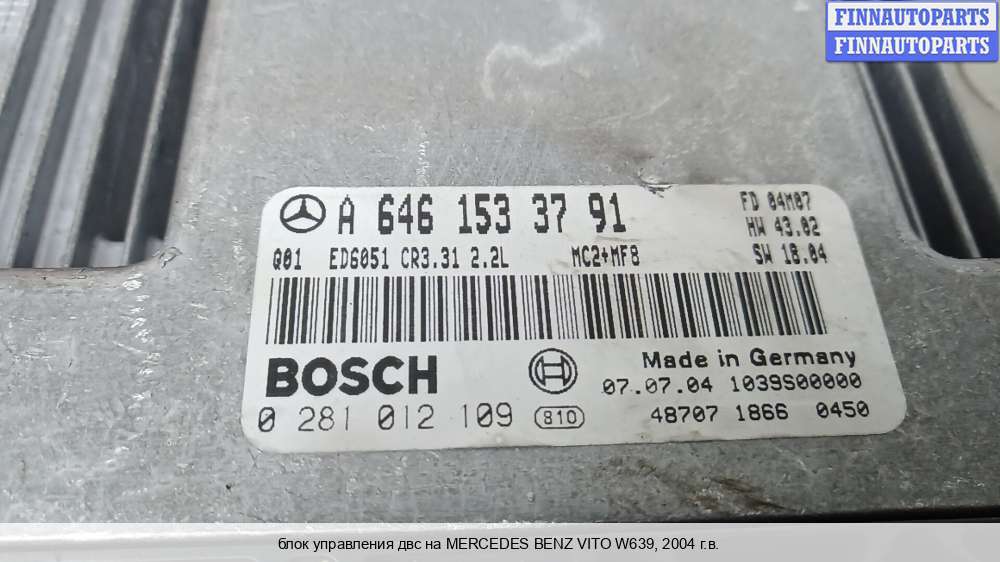 FINNAUTOPARTS
FINNAUTOPARTS
A 646 153 37 91
FD 04M07
HW 43.02
Q01 EDG051 CR3.31 2.2L MC2+MF8 SW 18.04
BOSCH
Made in Germany
07.07.04 1039S00000
0 281 012 109 810 48707 1866 0450
блок управления двс на MERCEDES BENZ VITO W639, 2004 г.в.